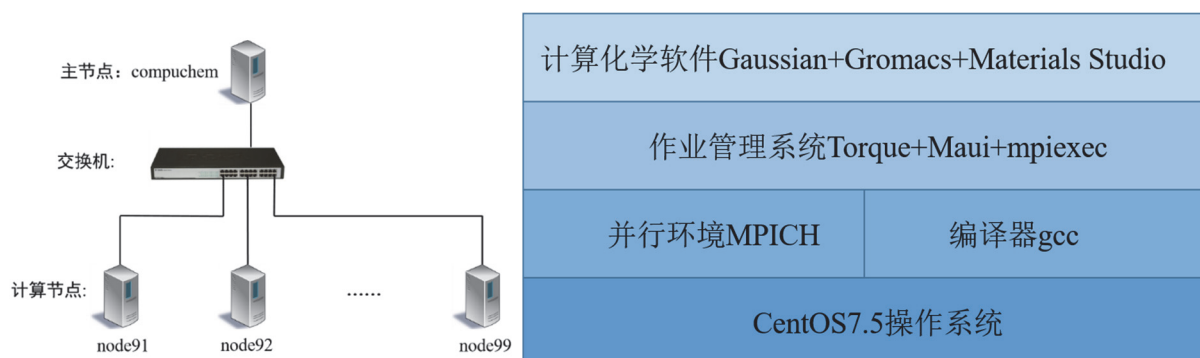 主节点：compuchem
交换机:
计算节点:
......
node91
node92
node99
计算化学软件Gaussian+Gromacs+Materials Studio
作业管理系统Torque+Maui+mpiexec
并行环境MPICH
编译器gcc
CentOS7.5操作系统